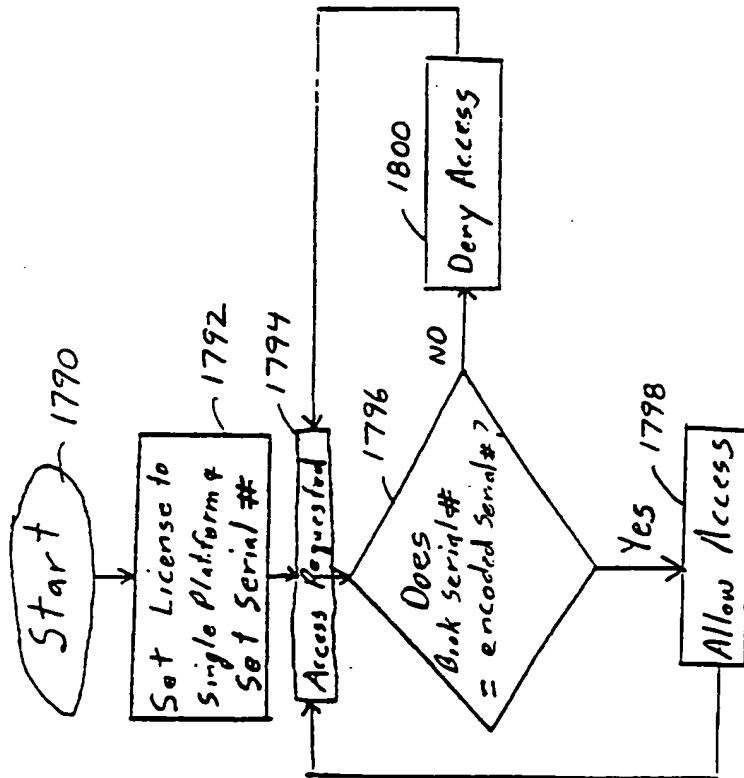 Start
1790
Set License to
Single Platform &
Set Serial #
1792
Access Requested
1794
Does
Book Serial#
= encoded serial#?
1796
NO
Deny Access
1800
Yes
Allow Access
1798